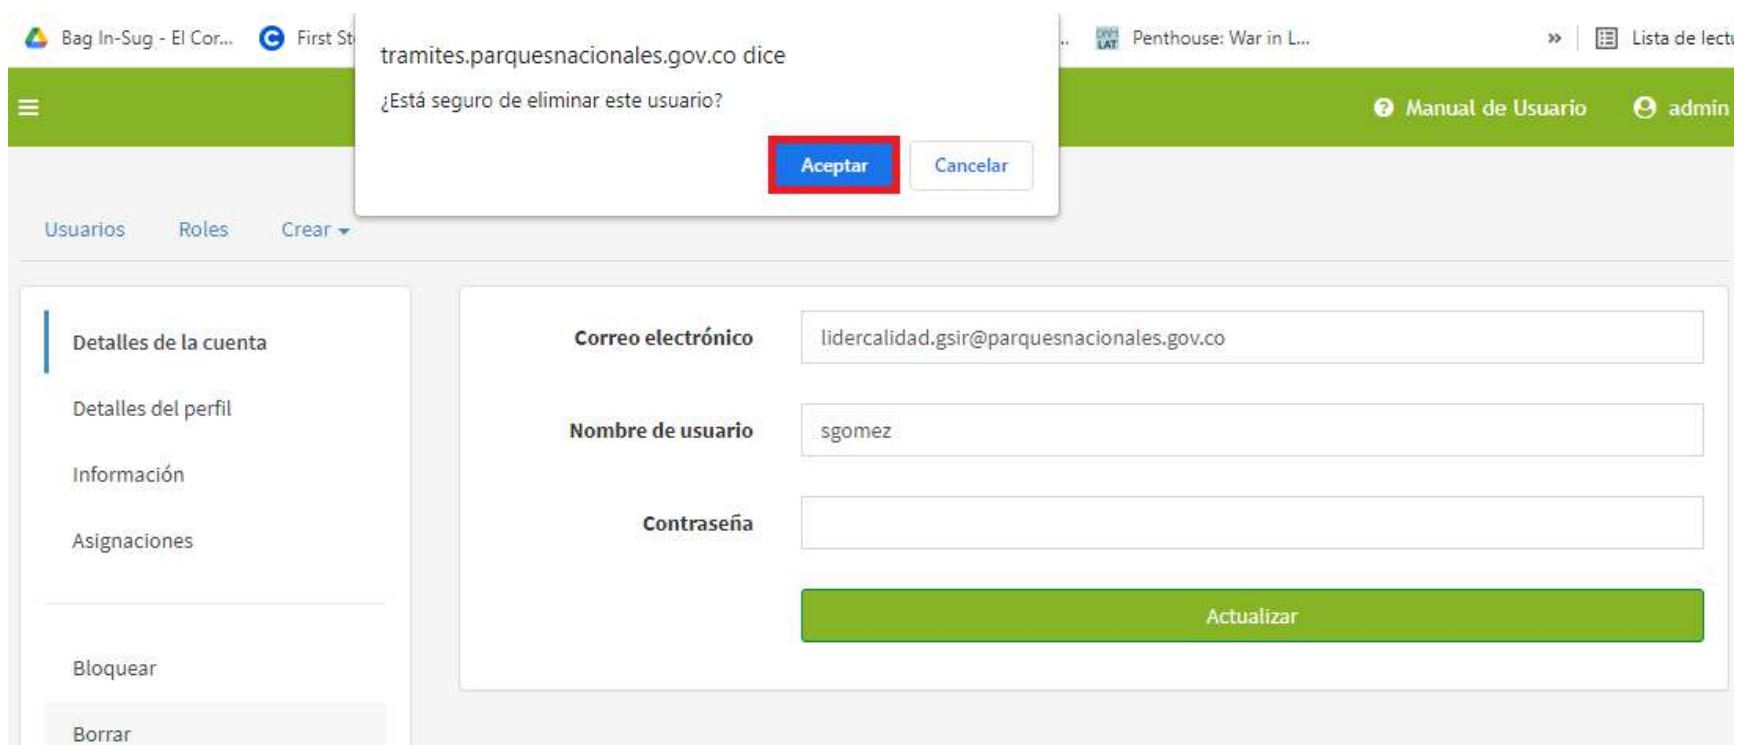 Bag In-Sug - El Cor...
First St
..
Penthouse: War in L...
»
Lista de lectu
tramites.parquesnacionales.gov.co dice
¿Está seguro de eliminar este usuario?
Aceptar
Cancelar
Manual de Usuario
admin
Usuarios
Roles
Crear
Detalles de la cuenta
Detalles del perfil
Información
Asignaciones
Bloquear
Borrar
Correo electrónico
lidercalidad.gsir@parquesnacionales.gov.co
Nombre de usuario
sgomez
Contraseña
Actualizar